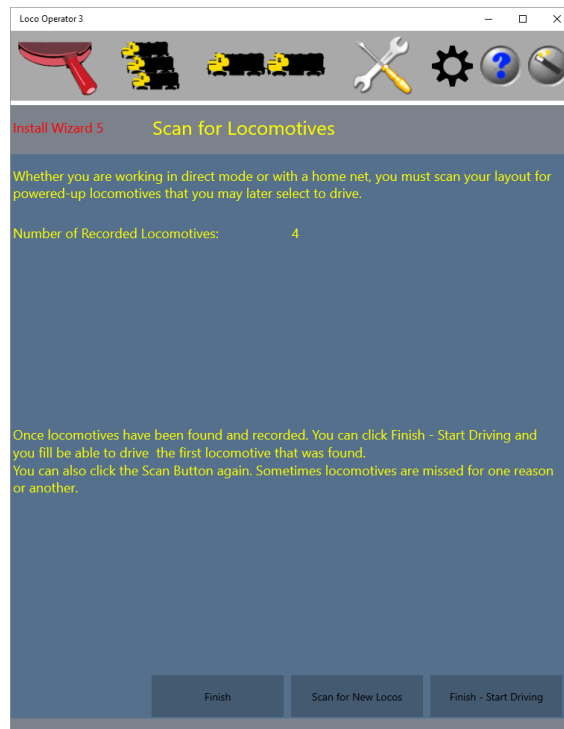 Loco Operator 3
?
Install Wizard 5 Scan for Locomotives
Whether you are working in direct mode or with a home net, you must scan your layout for
powered-up locomotives that you may later select to drive.
Number of Recorded Locomotives: 4
Once locomotives have been found and recorded. You can click Finish - Start Driving and
you fill be able to drive the first locomotive that was found.
You can also click the Scan Button again. Sometimes locomotives are missed for one reason
or another.
Finish Scan for New Locos Finish - Start Driving